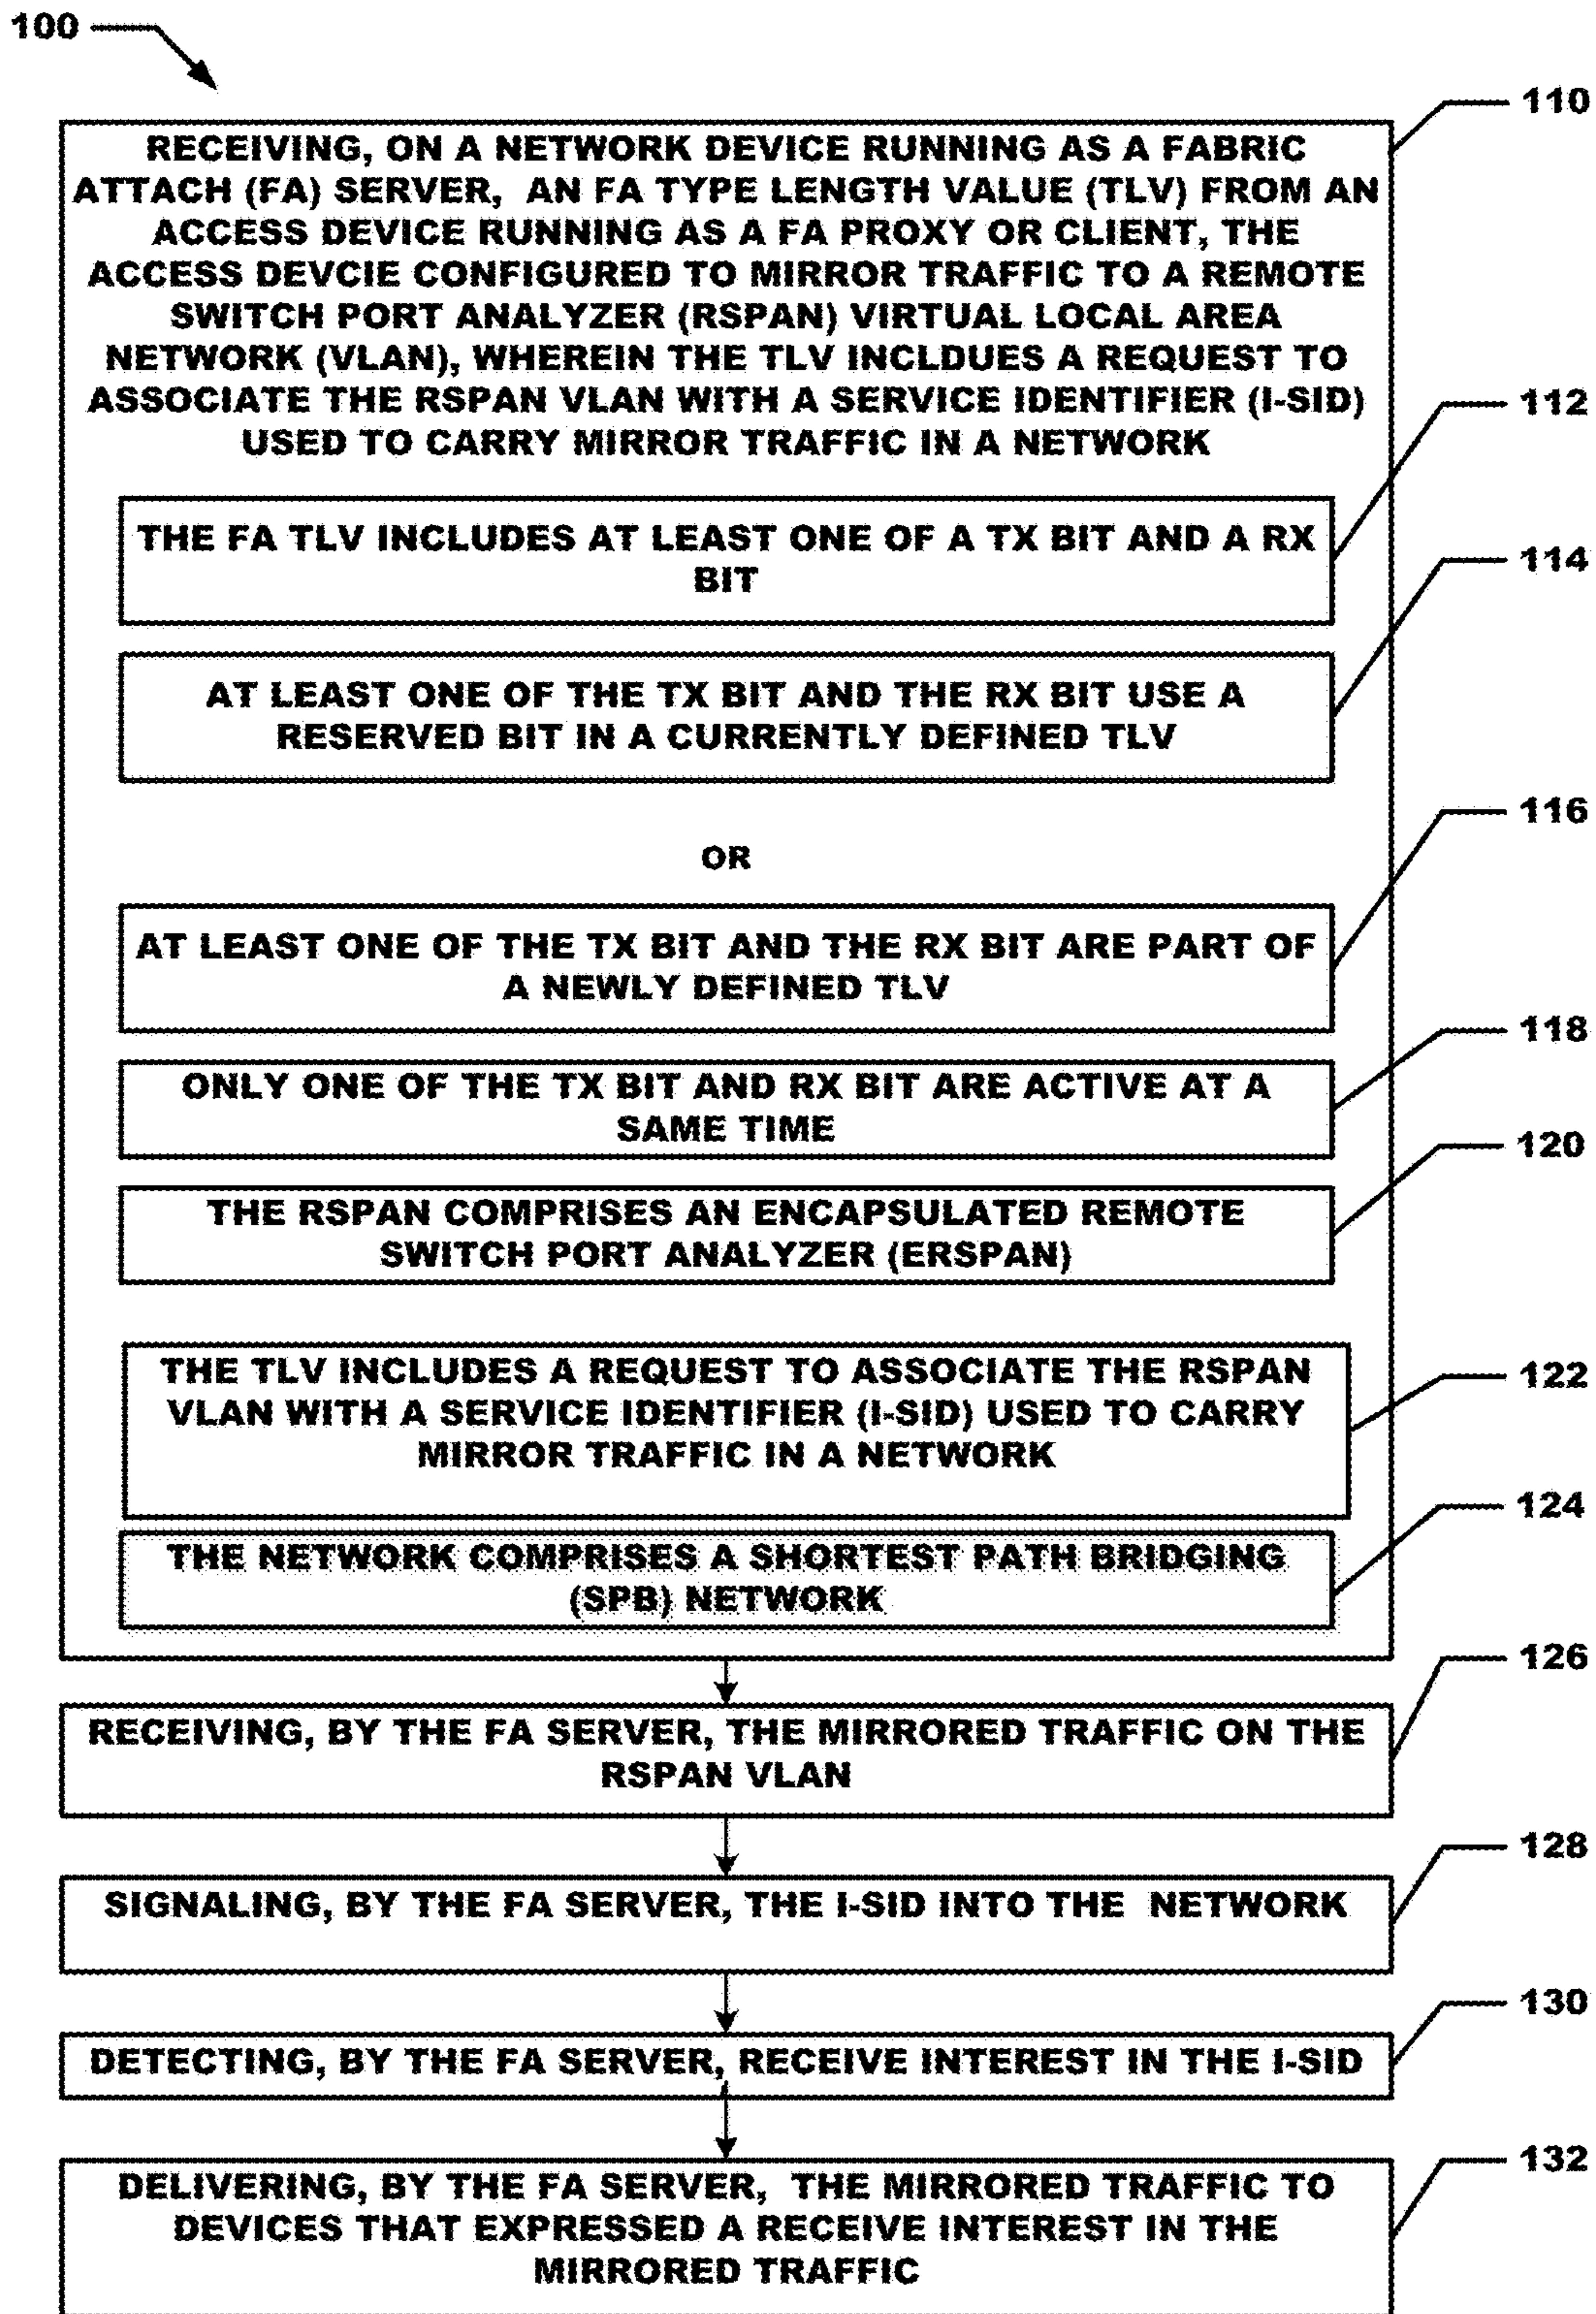 100
110
RECEIVING, ON A NETWORK DEVICE RUNNING AS A FABRIC
ATTACH (FA) SERVER, AN FA TYPE LENGTH VALUE (TLV) FROM AN
ACCESS DEVICE RUNNING AS A FA PROXY OR CLIENT, THE
ACCESS DEVCIE CONFIGURED TO MIRROR TRAFFIC TO A REMOTE
SWITCH PORT ANALYZER (RSPAN) VIRTUAL LOCAL AREA
NETWORK (VLAN), WHEREIN THE TLV INCLDUES A REQUEST TO
ASSOCIATE THE RSPAN VLAN WITH A SERVICE IDENTIFIER (I-SID)
USED TO CARRY MIRROR TRAFFIC IN A NETWORK
112
THE FA TLV INCLUDES AT LEAST ONE OF A TX BIT AND A RX
BIT
114
AT LEAST ONE OF THE TX BIT AND THE RX BIT USE A
RESERVED BIT IN A CURRENTLY DEFINED TLV
OR
116
AT LEAST ONE OF THE TX BIT AND THE RX BIT ARE PART OF
A NEWLY DEFINED TLV
118
ONLY ONE OF THE TX BIT AND RX BIT ARE ACTIVE AT A
SAME TIME
120
THE RSPAN COMPRISES AN ENCAPSULATED REMOTE
SWITCH PORT ANALYZER (ERSPAN)
122
THE TLV INCLUDES A REQUEST TO ASSOCIATE THE RSPAN
VLAN WITH A SERVICE IDENTIFIER (I-SID) USED TO CARRY
MIRROR TRAFFIC IN A NETWORK
124
THE NETWORK COMPRISES A SHORTEST PATH BRIDGING
(SPB) NETWORK
126
RECEIVING, BY THE FA SERVER, THE MIRRORED TRAFFIC ON THE
RSPAN VLAN
128
SIGNALING, BY THE FA SERVER, THE I-SID INTO THE NETWORK
130
DETECTING, BY THE FA SERVER, RECEIVE INTEREST IN THE I-SID
132
DELIVERING, BY THE FA SERVER, THE MIRRORED TRAFFIC TO
DEVICES THAT EXPRESSED A RECEIVE INTEREST IN THE
MIRRORED TRAFFIC